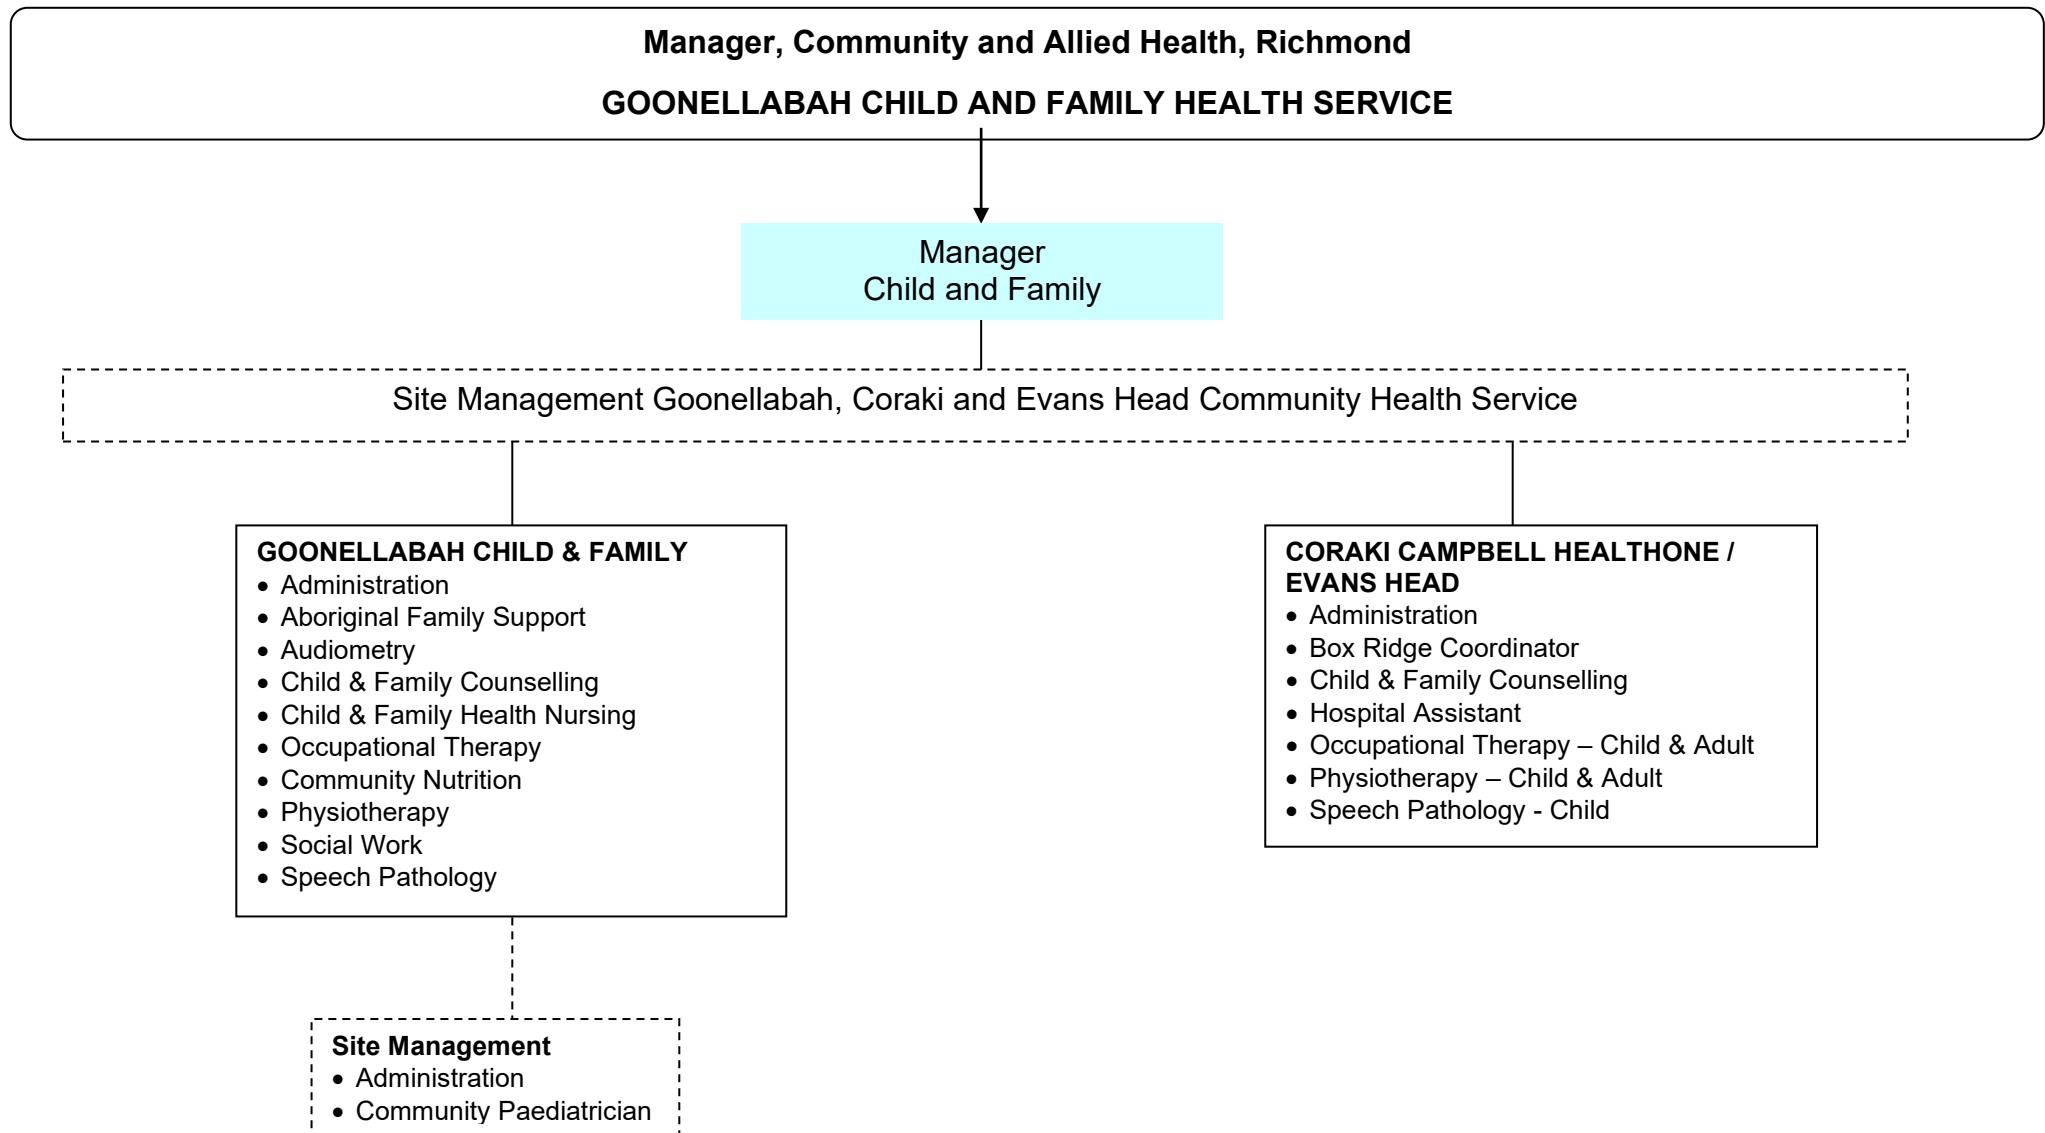 Manager, Community and Allied Health, Richmond
GOONELLABAH CHILD AND FAMILY HEALTH SERVICE
Manager
Child and Family
Site Management Goonellabah, Coraki and Evans Head Community Health Service
GOONELLABAH CHILD & FAMILY
• Administration
• Aboriginal Family Support
• Audiometry
• Child & Family Counselling
• Child & Family Health Nursing
• Occupational Therapy
• Community Nutrition
• Physiotherapy
• Social Work
• Speech Pathology
CORAKI CAMPBELL HEALTHONE /
EVANS HEAD
• Administration
• Box Ridge Coordinator
• Child & Family Counselling
• Hospital Assistant
• Occupational Therapy – Child & Adult
• Physiotherapy – Child & Adult
• Speech Pathology - Child
Site Management
• Administration
• Community Paediatrician